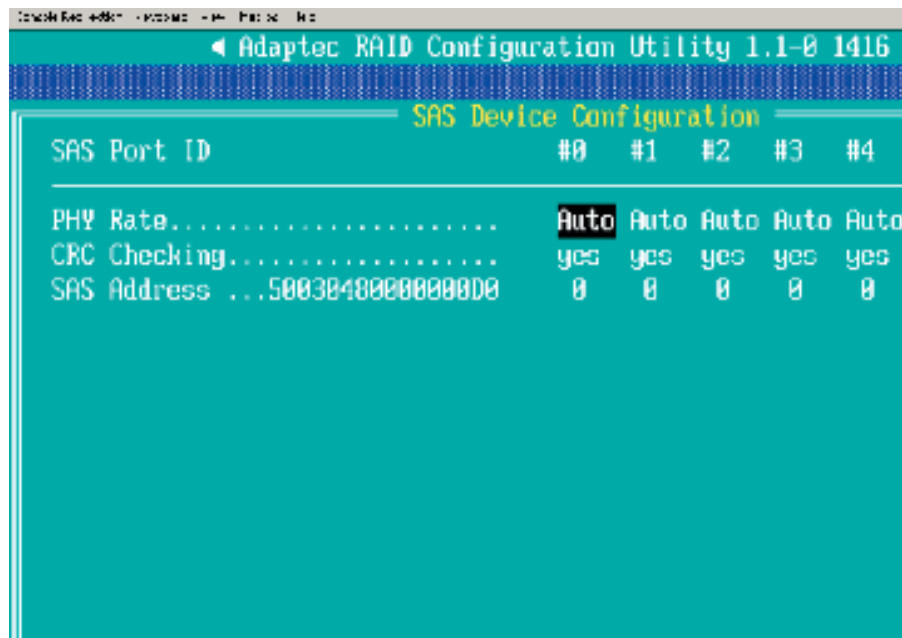 ◄ Adaptec RAID Configuration Utility 1.1-0 1416
SAS Device Configuration
SAS Port ID #0 #1 #2 #3 #4
PHY Rate....................... Auto Auto Auto Auto Auto
CRC Checking................... yes yes yes yes yes
SAS Address ...50030480000000D0 0 0 0 0 0